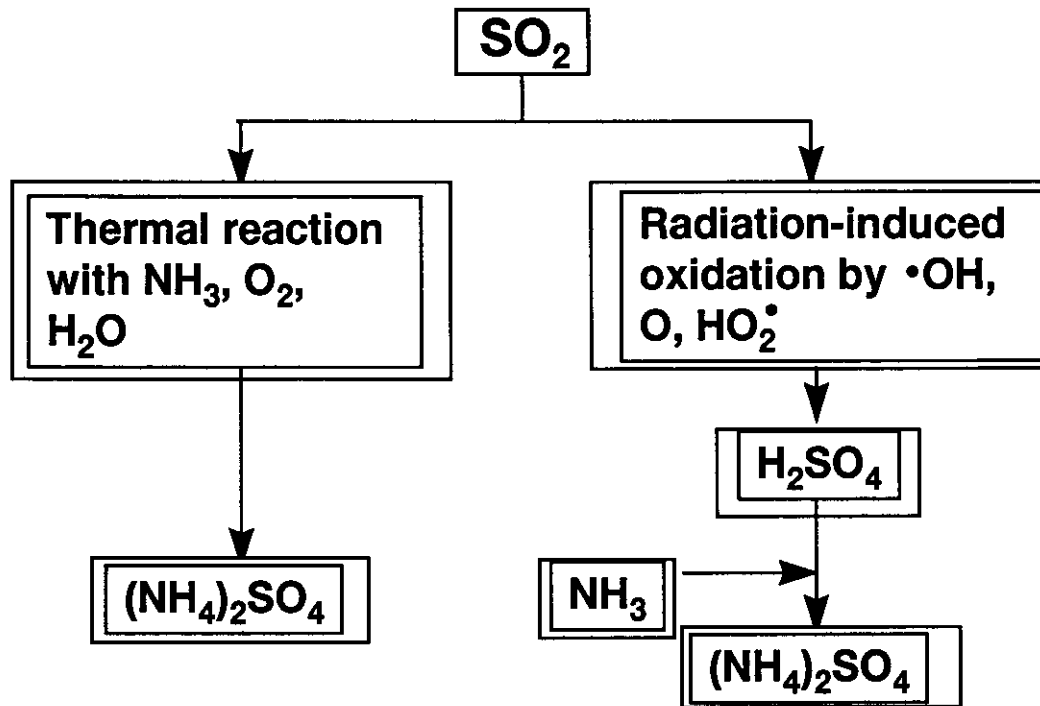 SO₂
Thermal reaction
with NH₃, O₂,
H₂O
Radiation-induced
oxidation by •OH,
O, HO₂•
H₂SO₄
(NH₄)₂SO₄
NH₃
(NH₄)₂SO₄